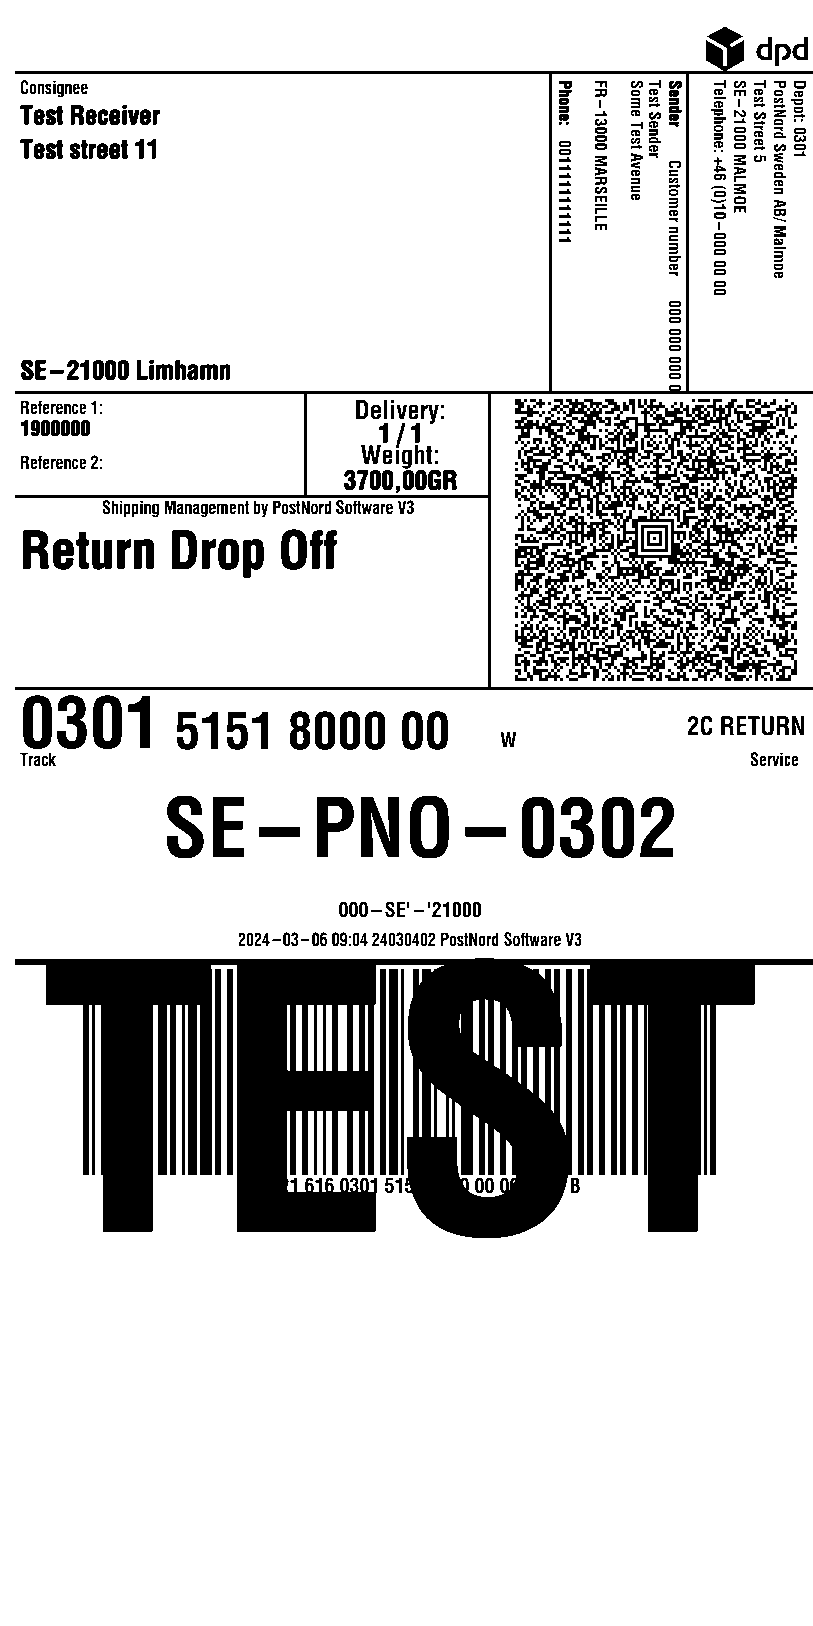 dpd
Consignee
Test Receiver
Test street 11
SE-21000 Limhamn
Depot: 0301
PostNord Sweden AB/ Malmoe
Test Street 5
SE-21000 MALMOE
Telephone: +46 (0)10-000 00 00
Sender Customer number 000 000 000 0
Test Sender
Some Test Avenue
FR-13000 MARSEILLE
Phone: 0011111111111
Reference 1:
1900000
Reference 2:
Delivery:
1 / 1
Weight:
3700,00GR
Shipping Management by PostNord Software V3
Return Drop Off
0301 5151 8000 00 W 2C RETURN
Track Service
SE-PNO-0302
000-SE'-'21000
2024-03-06 09:04 24030402 PostNord Software V3
TEST
616 0301 00 B